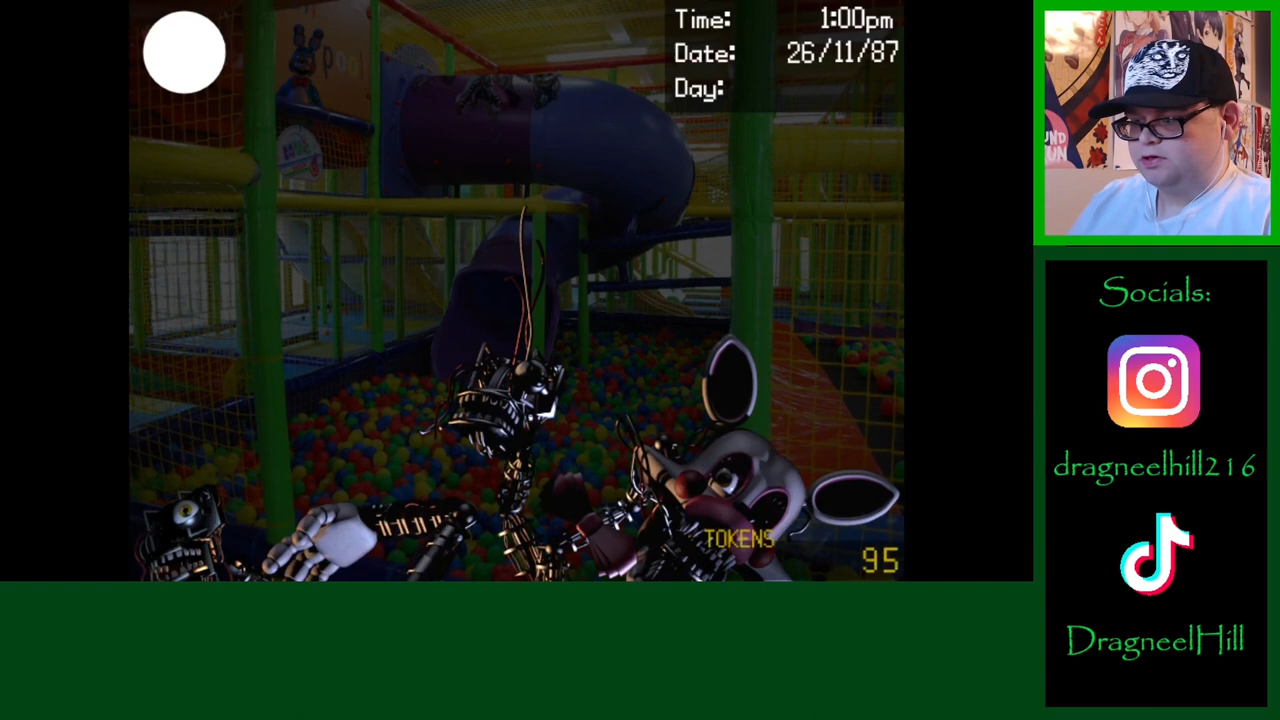 Time: 1:00pm
Date: 26/11/87
Day:
TOKENS
95
Socials:
dragneelhill216
DragneelHill